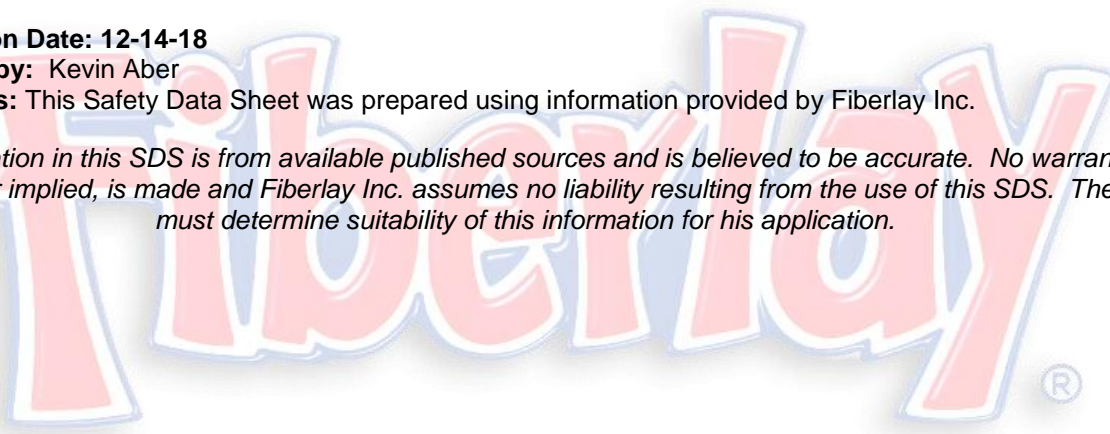 on Date: 12-14-18
by: Kevin Aber
s: This Safety Data Sheet was prepared using information provided by Fiberlay Inc.
tion in this SDS is from available published sources and is believed to be accurate. No warran
r implied, is made and Fiberlay Inc. assumes no liability resulting from the use of this SDS. The
must determine suitability of this information for his application.
Fiberlay
®